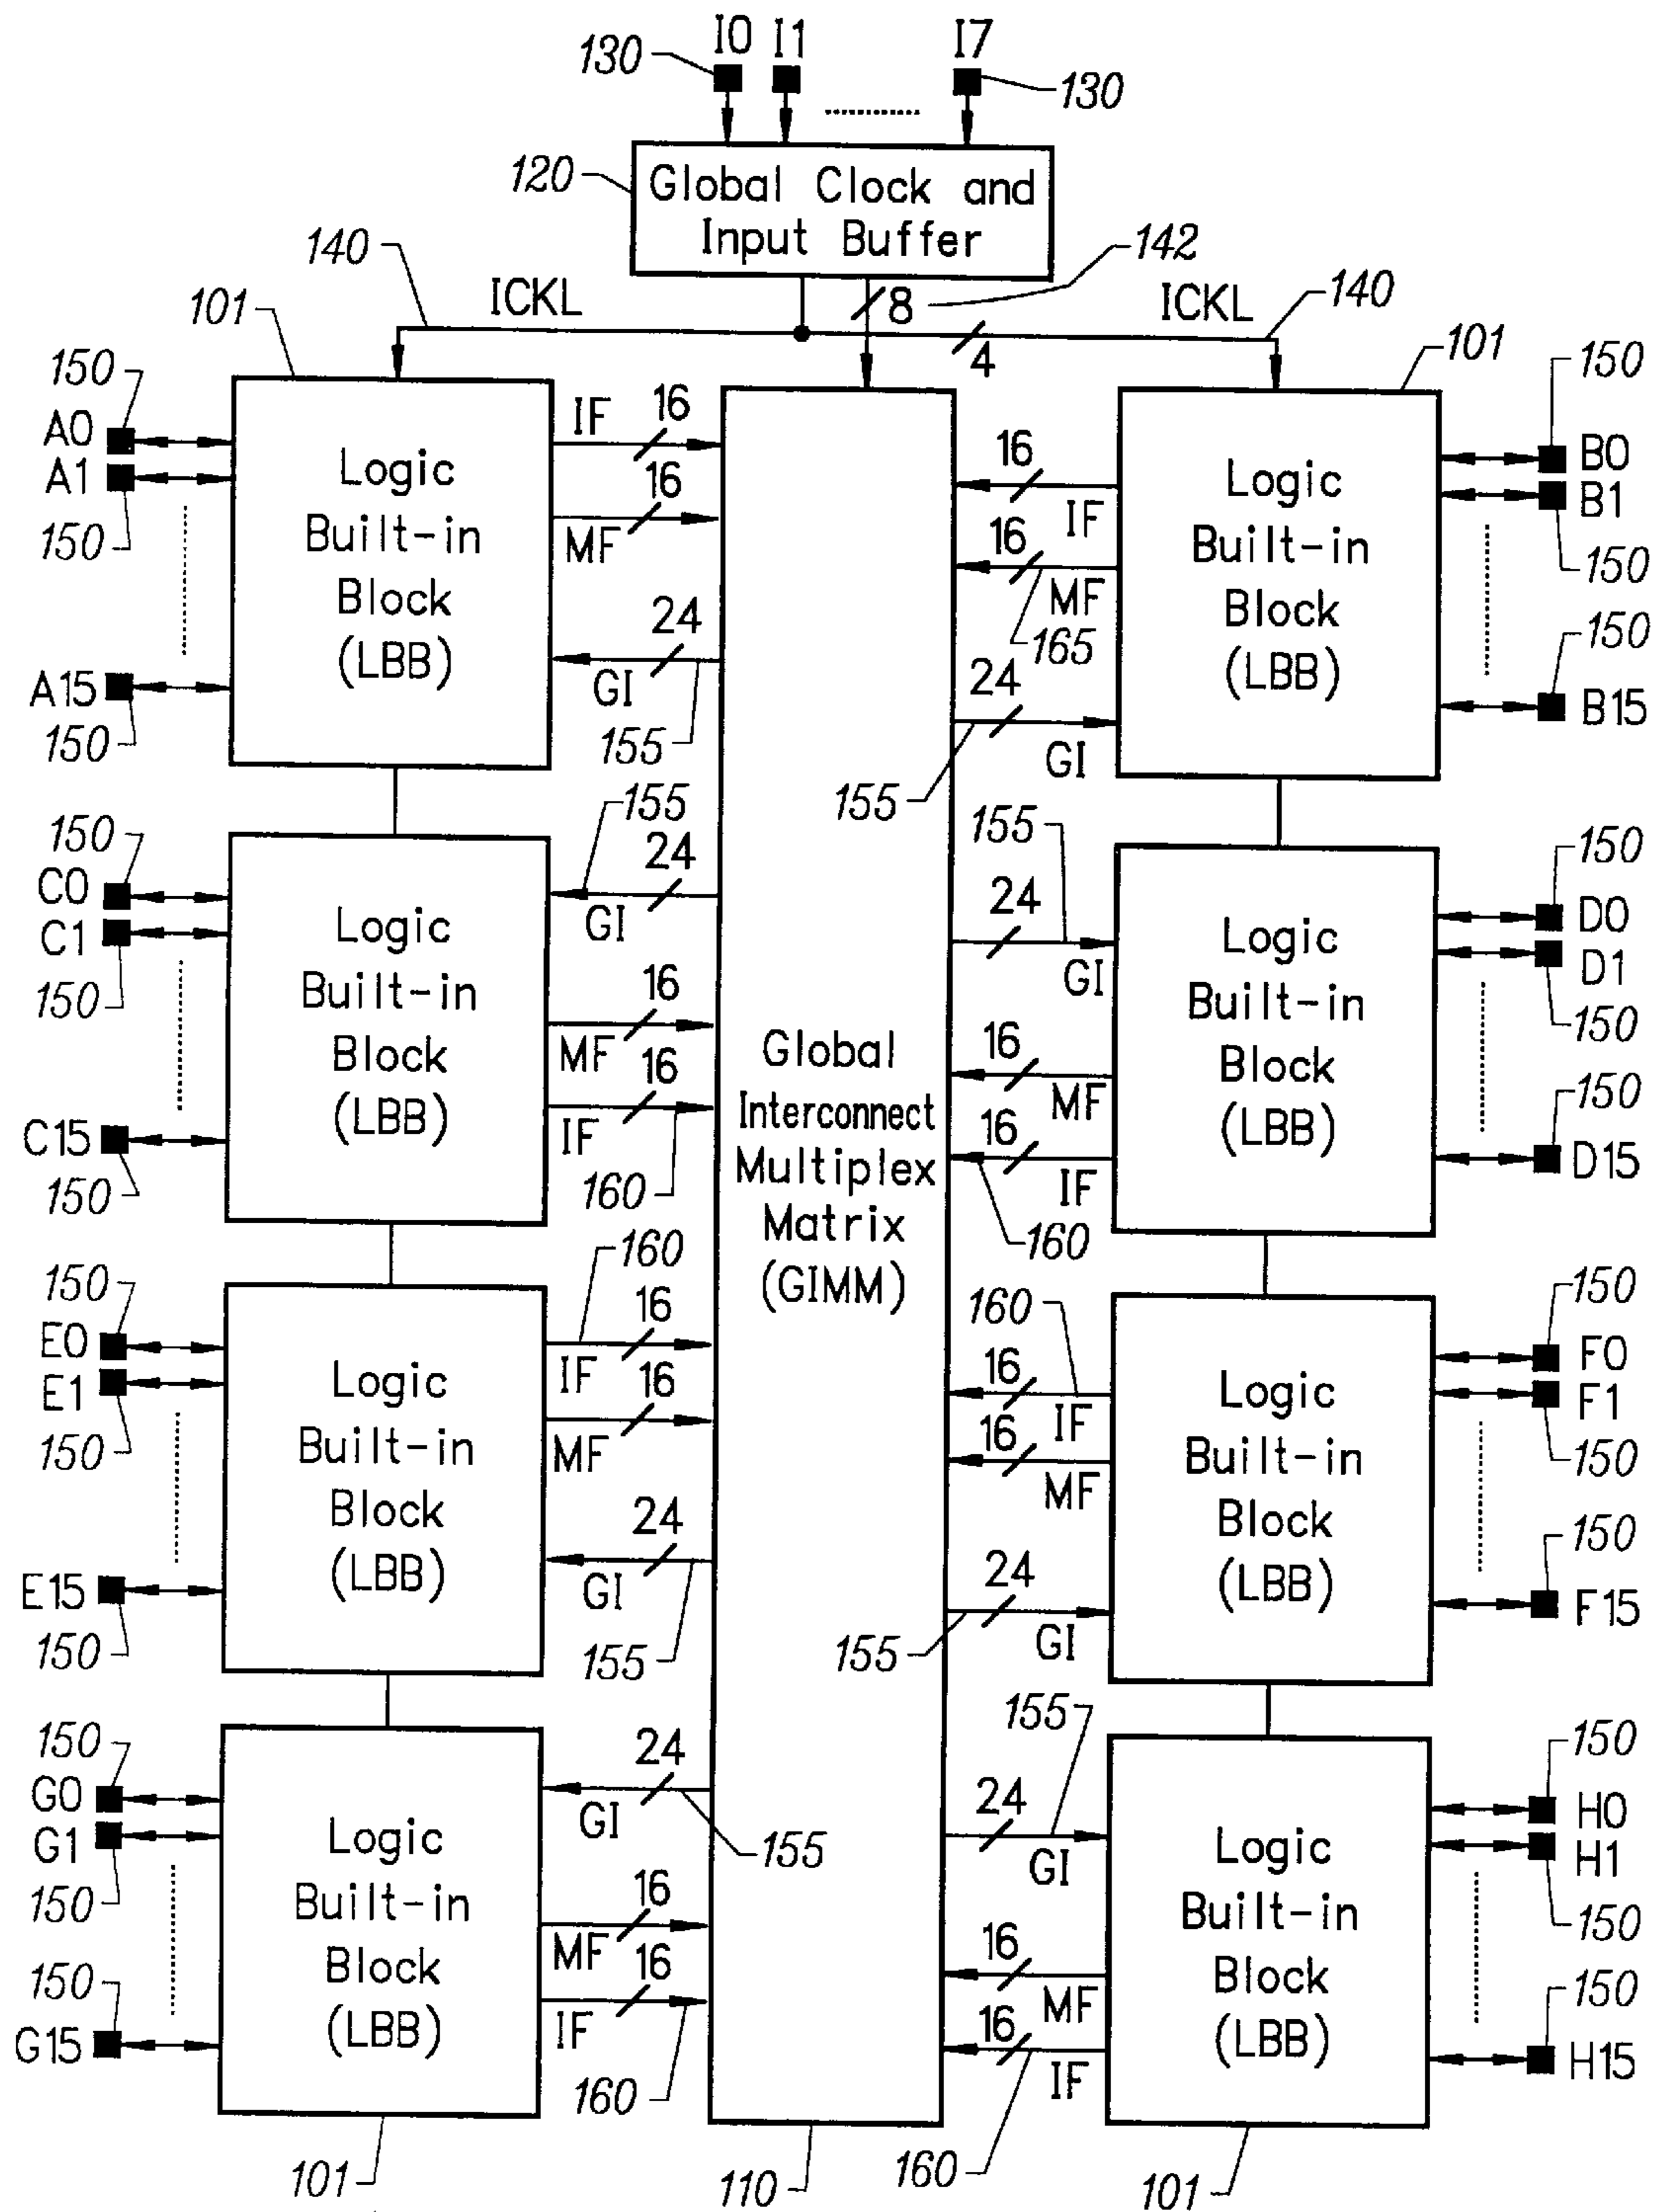 I0 I1 I7
130 130
120
Global Clock and
Input Buffer
140 142
ICKL 8 ICKL 140
101 4 101
150 150
A0 IF 16 B0
A1 Logic 16 Logic B1
150 Built-in MF 16 IF Built-in 150
Block 16 MF Block
(LBB) 24 165 (LBB) 150
A15 GI 24 B15
150 155 GI
155
150 155 155 150
C0 24 D0
C1 Logic GI 24 Logic D1
150 Built-in 16 GI Built-in 150
Block MF Global 16 MF Block
(LBB) 16 Interconnect 16 (LBB) 150
C15 IF Multiplex IF D15
150 160 Matrix 160
(GIMM)
150 160 160 150
E0 16 F0
E1 Logic IF 16 16 IF Logic F1
150 Built-in MF 16 MF Built-in 150
Block 24 Block 150
(LBB) GI 24 (LBB)
E15 F15
150 155 155 GI
150 24 155 150
G0 GI 24 H0
G1 Logic 155 GI Logic H1
150 Built-in 16 Built-in 150
Block MF 16 16 MF Block
150 (LBB) IF 16 (LBB) 150
G15 160 IF H15
101 110 160 101